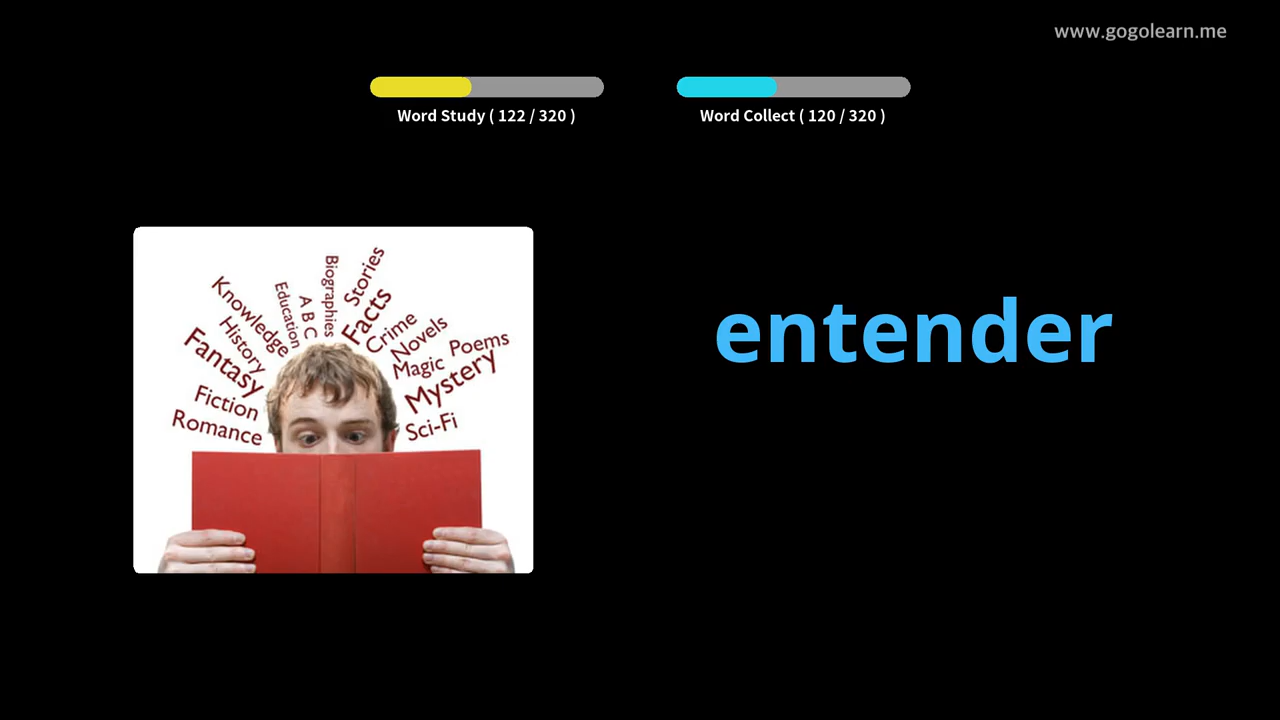 www.gogolearn.me
Word Study ( 122 / 320 )
Word Collect ( 120 / 320 )
entender
Biographies
Stories
Education
A B C
Facts
Knowledge
History
Crime
Novels
Poems
Fantasy
Magic
Mystery
Fiction
Romance
Sci-Fi